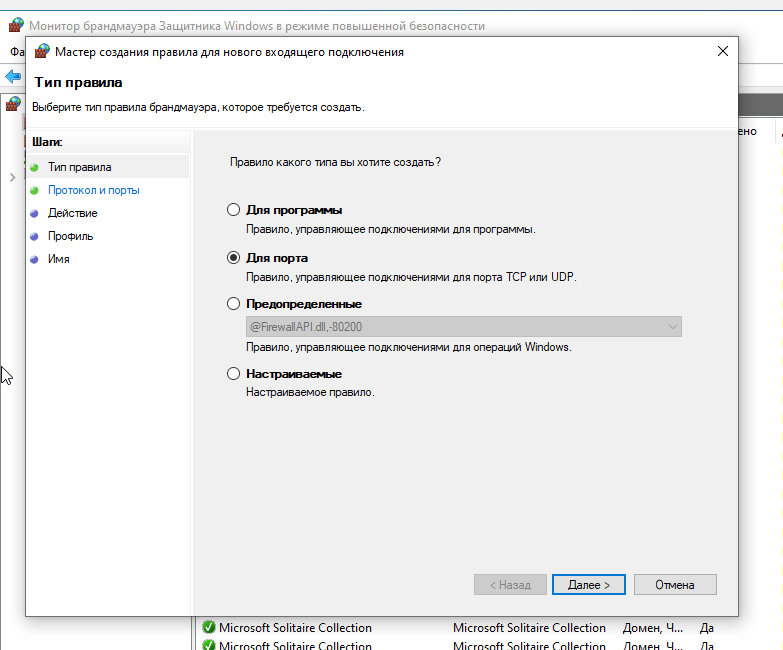 Монитор брандмауэра Защитника Windows в режиме повышенной безопасности
Фа
Мастер создания правила для нового входящего подключения
Тип правила
Выберите тип правила брандмауэра, которое требуется создать.
ено
Шаги:
Тип правила
Протокол и порты
Действие
Профиль
Имя
Правило какого типа вы хотите создать?
Для программы
Правило, управляющее подключениями для программы.
Для порта
Правило, управляющее подключениями для порта TCP или UDP.
Предопределенные
@FirewallAPI.dll,-80200
Правило, управляющее подключениями для операций Windows.
Настраиваемые
Настраиваемое правило.
< Назад Далее > Отмена
Microsoft Solitaire Collection Microsoft Solitaire Collection Домен, Ч... Да
Microsoft Solitaire Collection Microsoft Solitaire Collection Домен, Ч... Да